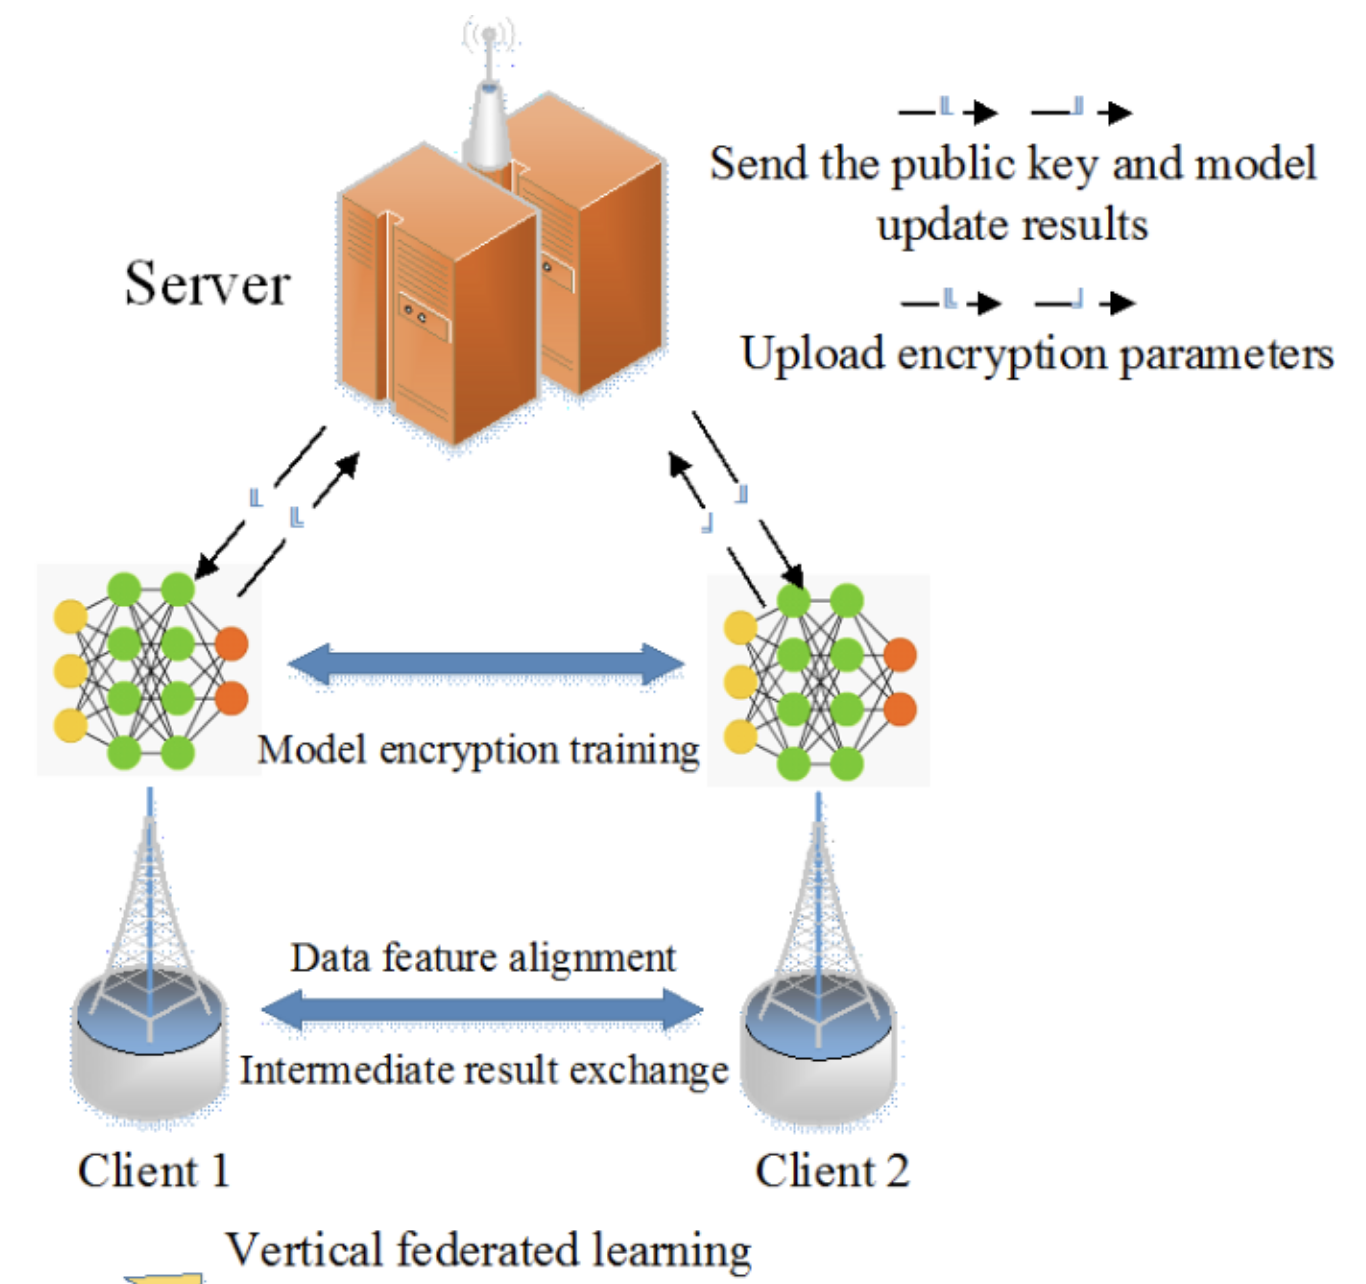 Send the public key and model
update results
Server
Upload encryption parameters
Model encryption training
Data feature alignment
Intermediate result exchange
Client 1
Client 2
Vertical federated learning